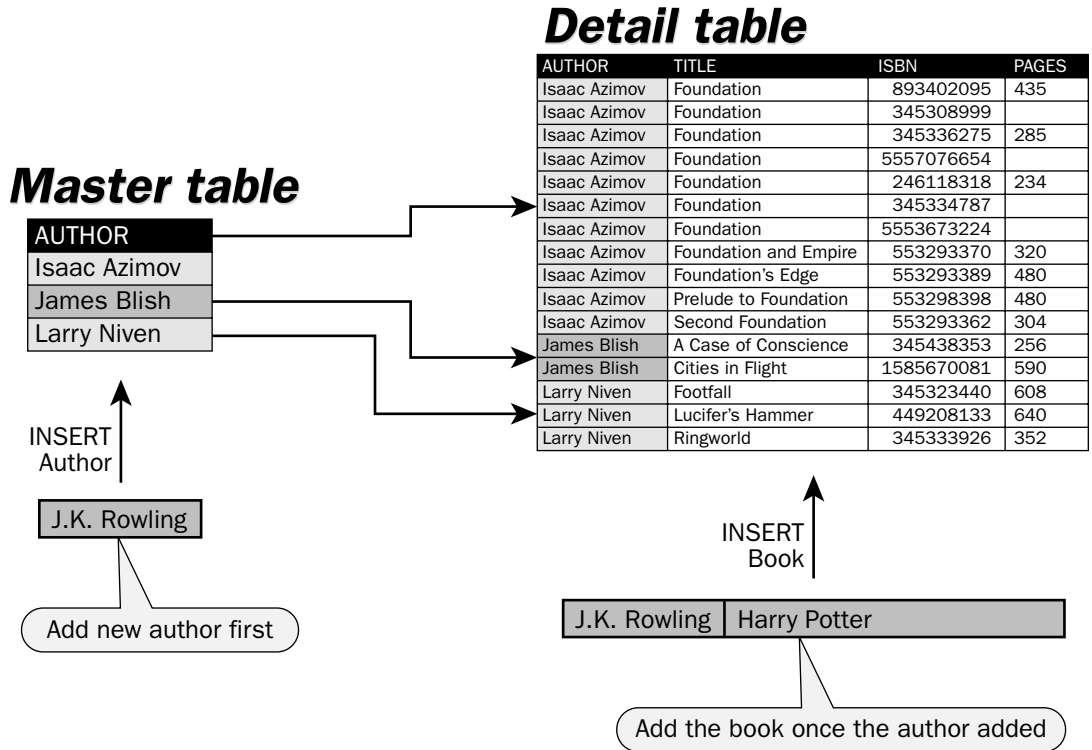 Detail table
AUTHOR TITLE ISBN PAGES
Isaac Azimov Foundation 893402095 435
Isaac Azimov Foundation 345308999
Isaac Azimov Foundation 345336275 285
Isaac Azimov Foundation 5557076654
Isaac Azimov Foundation 246118318 234
Isaac Azimov Foundation 345334787
Isaac Azimov Foundation 5553673224
Isaac Azimov Foundation and Empire 553293370 320
Isaac Azimov Foundation's Edge 553293389 480
Isaac Azimov Prelude to Foundation 553298398 480
Isaac Azimov Second Foundation 553293362 304
James Blish A Case of Conscience 345438353 256
James Blish Cities in Flight 1585670081 590
Larry Niven Footfall 345323440 608
Larry Niven Lucifer's Hammer 449208133 640
Larry Niven Ringworld 345333926 352
Master table
AUTHOR
Isaac Azimov
James Blish
Larry Niven
INSERT
Author
J.K. Rowling
Add new author first
INSERT
Book
J.K. Rowling Harry Potter
Add the book once the author added